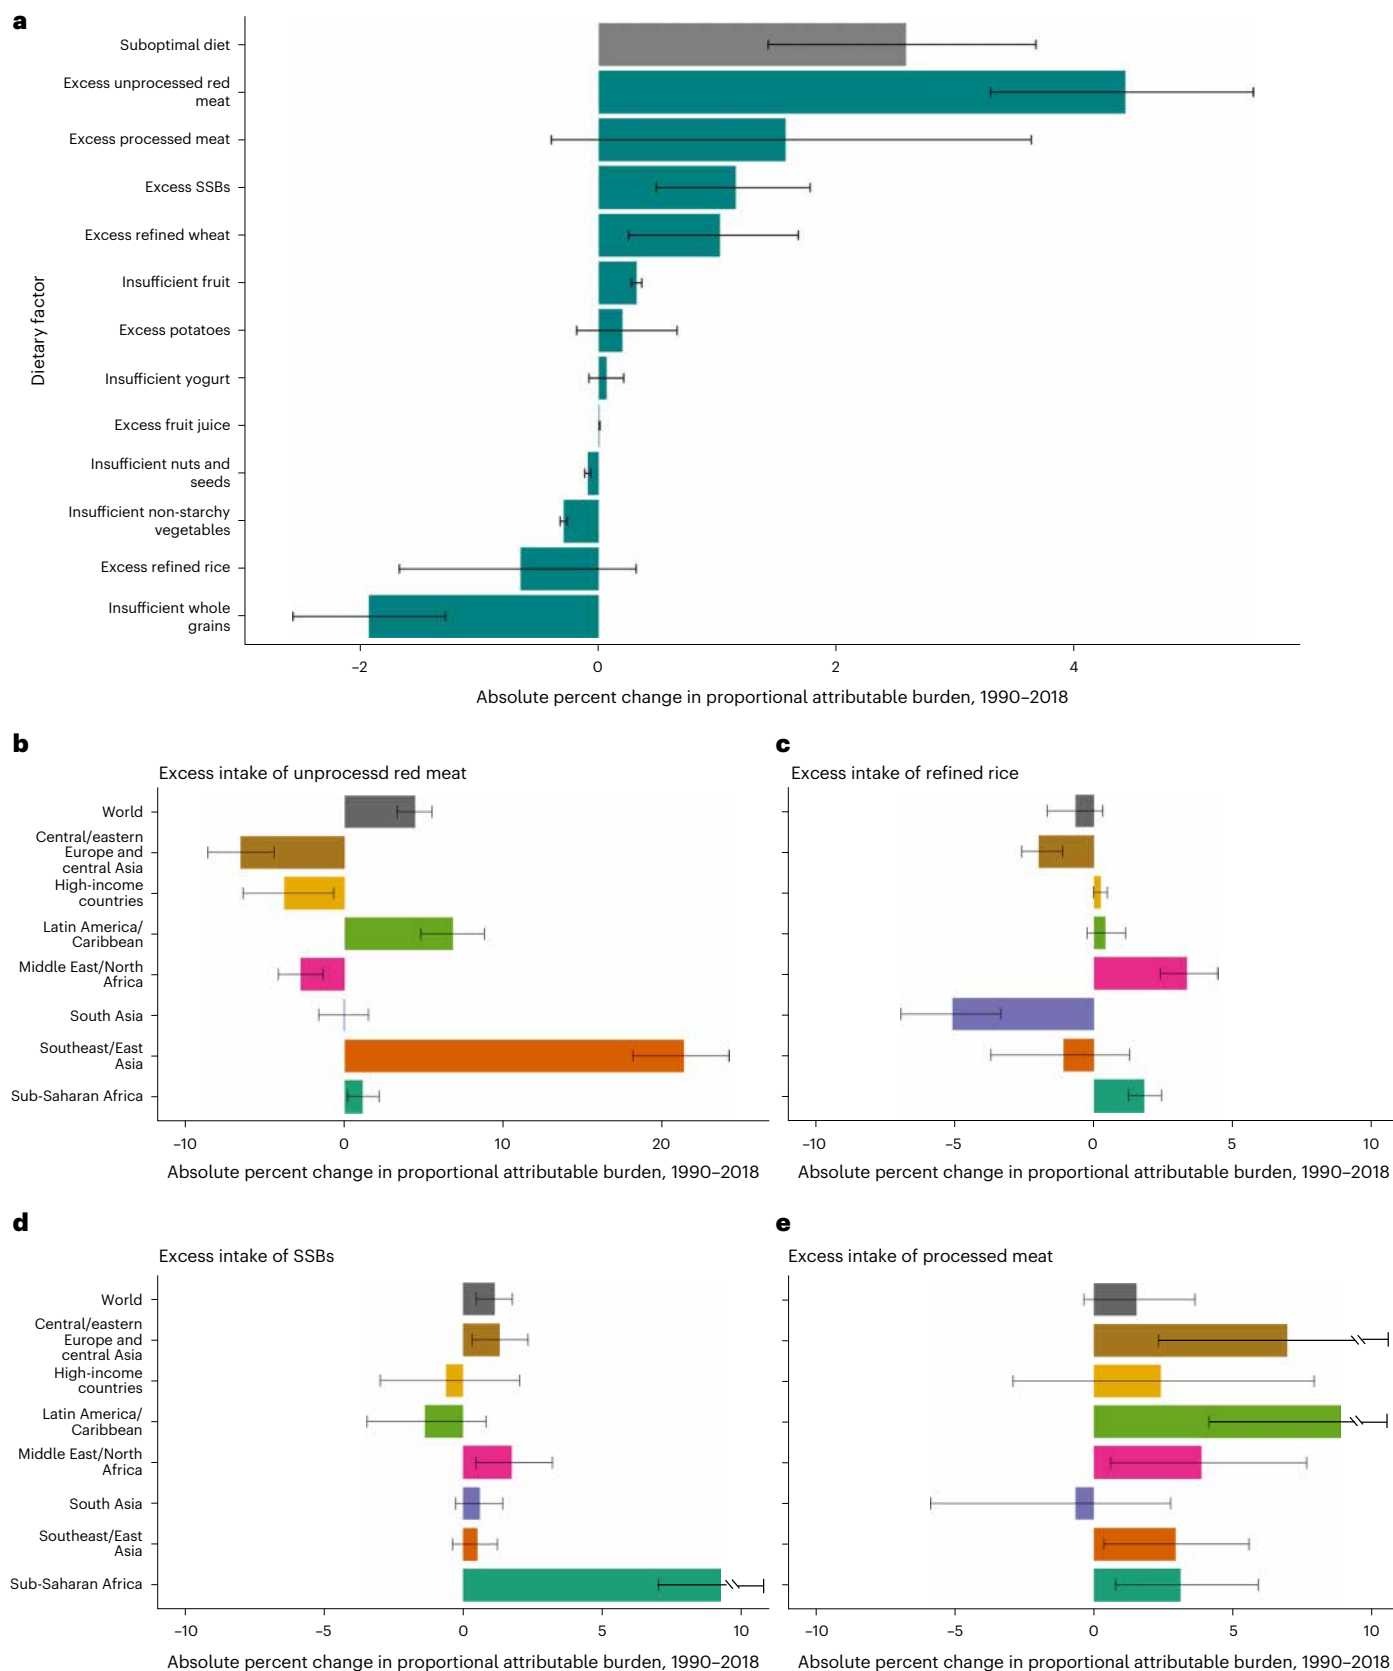 a
Suboptimal diet
Excess unprocessed red
meat
Excess processed meat
Excess SSBs
Excess refined wheat
Insufficient fruit
Excess potatoes
Insufficient yogurt
Excess fruit juice
Insufficient nuts and
seeds
Insufficient non-starchy
vegetables
Excess refined rice
Insufficient whole
grains
Dietary factor
–2 0 2 4
Absolute percent change in proportional attributable burden, 1990–2018
b
Excess intake of unprocessd red meat
World
Central/eastern
Europe and
central Asia
High-income
countries
Latin America/
Caribbean
Middle East/North
Africa
South Asia
Southeast/East
Asia
Sub-Saharan Africa
–10 0 10 20
Absolute percent change in proportional attributable burden, 1990–2018
c
Excess intake of refined rice
–10 –5 0 5 10
Absolute percent change in proportional attributable burden, 1990–2018
d
Excess intake of SSBs
World
Central/eastern
Europe and
central Asia
High-income
countries
Latin America/
Caribbean
Middle East/North
Africa
South Asia
Southeast/East
Asia
Sub-Saharan Africa
–10 –5 0 5 10
Absolute percent change in proportional attributable burden, 1990–2018
e
Excess intake of processed meat
–10 –5 0 5 10
Absolute percent change in proportional attributable burden, 1990–2018